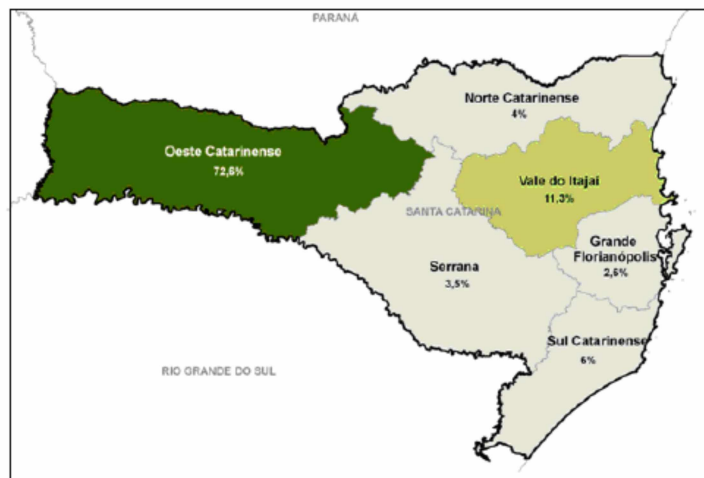 PARANÁ
Norte Catarinense
4%
Oeste Catarinense
72,6%
Vale do Itajaí
11,3%
SANTA CATARINA
Grande
Florianópolis
2,6%
Serrana
3,5%
Sul Catarinense
6%
RIO GRANDE DO SUL